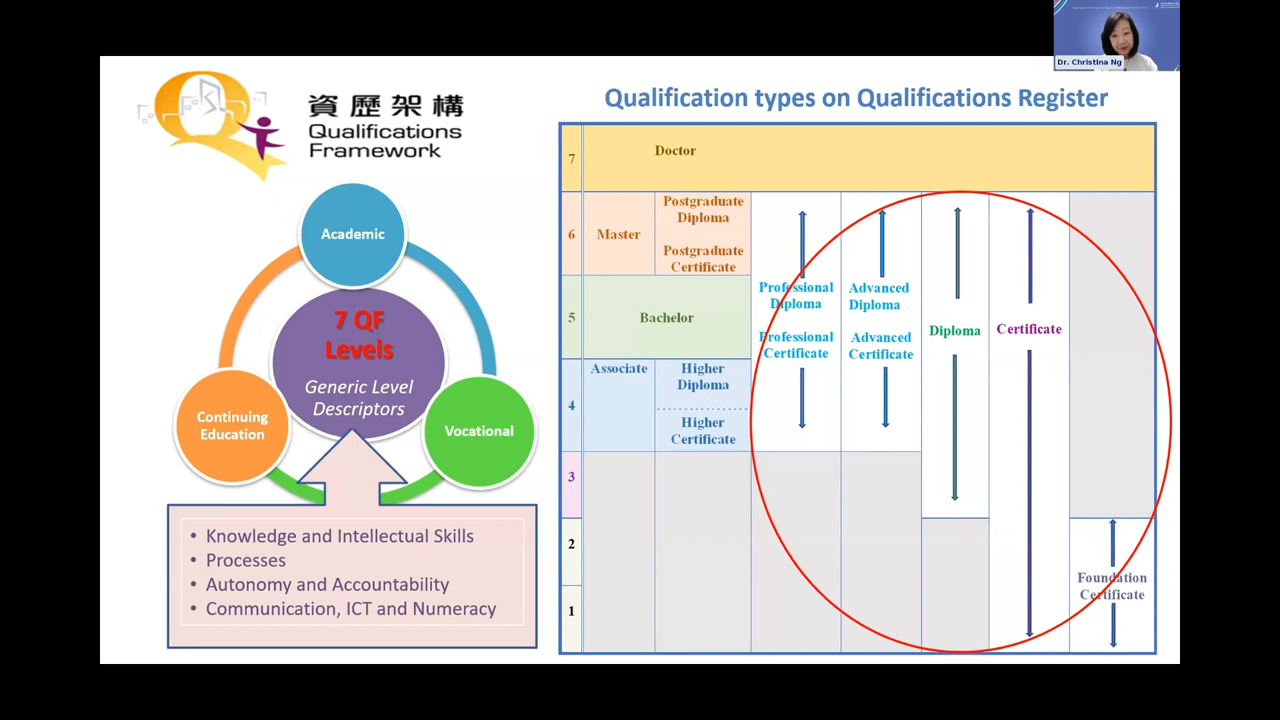 Dr. Christina Ng
資歷架構
Qualifications
Framework
Academic
7 QF
Levels
Generic Level
Descriptors
Continuing
Education
Vocational
• Knowledge and Intellectual Skills
• Processes
• Autonomy and Accountability
• Communication, ICT and Numeracy
Qualification types on Qualifications Register
7
Doctor
6
Master
Postgraduate
Diploma
Postgraduate
Certificate
5
Bachelor
4
Associate
Higher
Diploma
Higher
Certificate
Professional
Diploma
Professional
Certificate
Advanced
Diploma
Advanced
Certificate
Diploma
Certificate
3
2
1
Foundation
Certificate